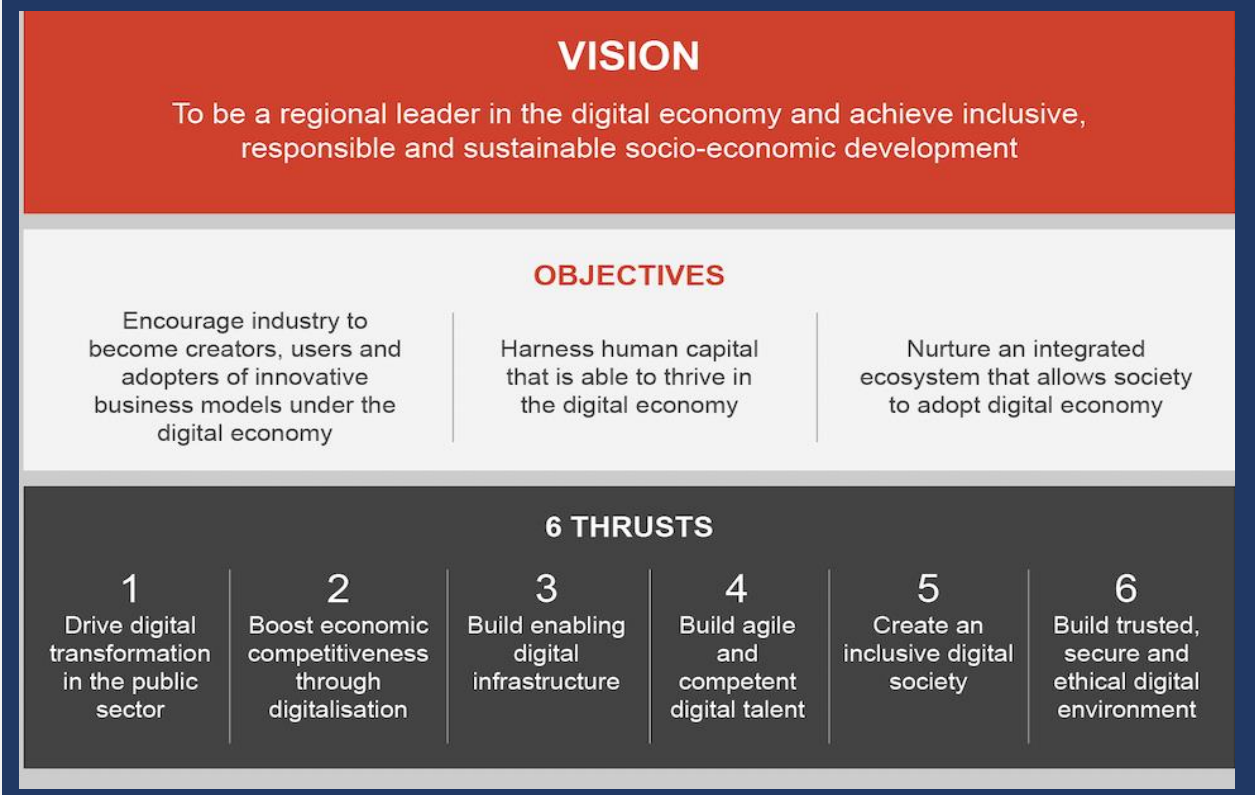 VISION
To be a regional leader in the digital economy and achieve inclusive,
responsible and sustainable socio-economic development
OBJECTIVES
Encourage industry to
become creators, users and
adopters of innovative
business models under the
digital economy
Harness human capital
that is able to thrive in
the digital economy
Nurture an integrated
ecosystem that allows society
to adopt digital economy
6 THRUSTS
1
Drive digital
transformation
in the public
sector
2
Boost economic
competitiveness
through
digitalisation
3
Build enabling
digital
infrastructure
4
Build agile
and
competent
digital talent
5
Create an
inclusive digital
society
6
Build trusted,
secure and
ethical digital
environment